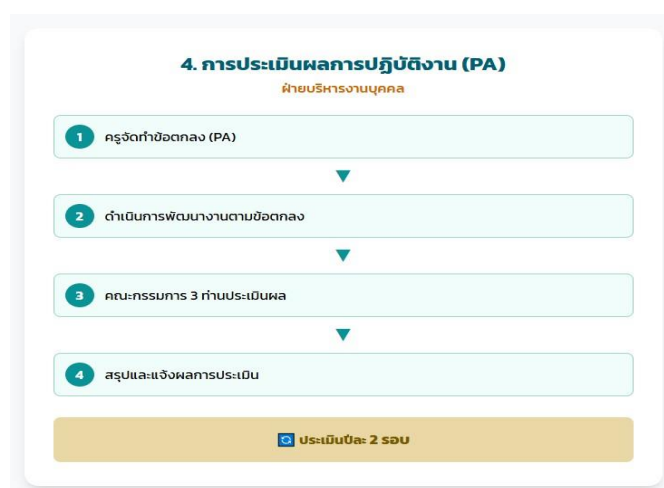 4. การประเมินผลการปฏิบัติงาน (PA)
ฝ่ายบริหารงานบุคคล
1 ครูจัดทำข้อตกลง (PA)
2 ดำเนินการพัฒนางานตามข้อตกลง
3 คณะกรรมการ 3 ท่านประเมินผล
4 สรุปและแจ้งผลการประเมิน
ประเมินปีละ 2 รอบ